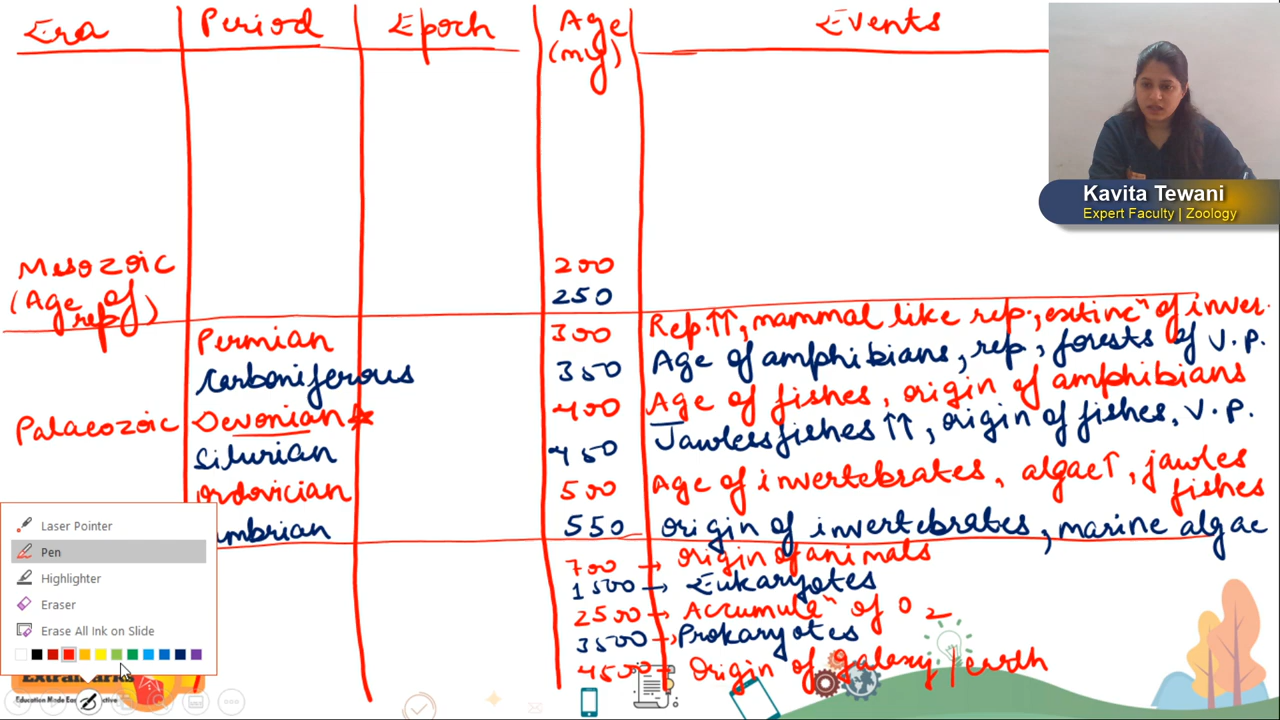 Era Period Epoch Age (my) Events
Kavita Tewani
Expert Faculty | Zoology
Mesozoic 200
(Age of rep) 250
Permian 300 Rep.↑↑, mammal like rep., extincⁿ of inver.
Carboniferous 350 Age of amphibians, rep, forests of v.p.
Palaeozoic Devonian* 400 Age of fishes, origin of amphibians
Silurian 450 Jawless fishes ↑↑, origin of fishes, v.p.
Ordovician 500 Age of invertebrates, algae↑, jawles fishes
mbrian 550 origin of invertebrates, marine algae
700 → Origin of animals
1500 → Eukaryotes
2500 → Accumulaⁿ of O2
3500 → Prokaryotes
4500 → Origin of galaxy/earth
Laser Pointer
Pen
Highlighter
Eraser
Erase All Ink on Slide
Extramarks